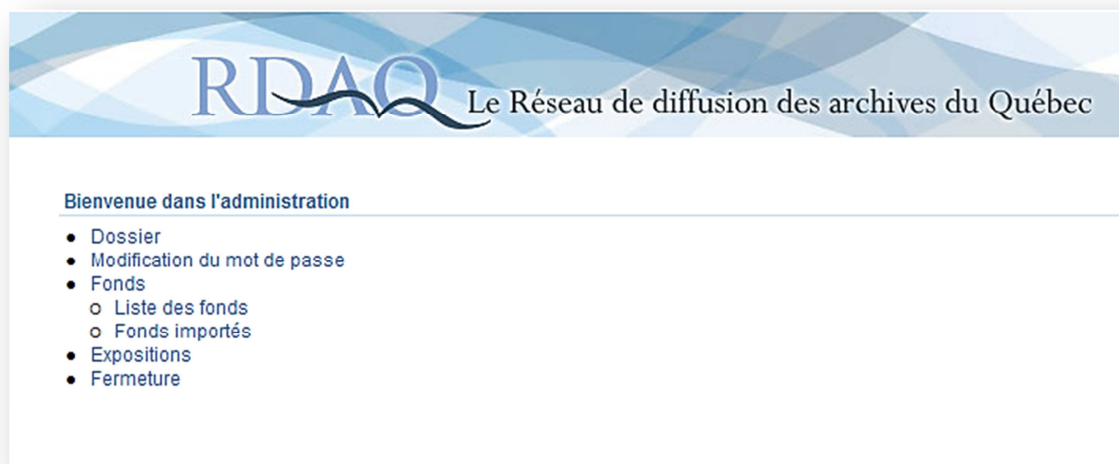 RDAQ Le Réseau de diffusion des archives du Québec
Bienvenue dans l'administration
Dossier
Modification du mot de passe
Fonds
Liste des fonds
Fonds importés
Expositions
Fermeture